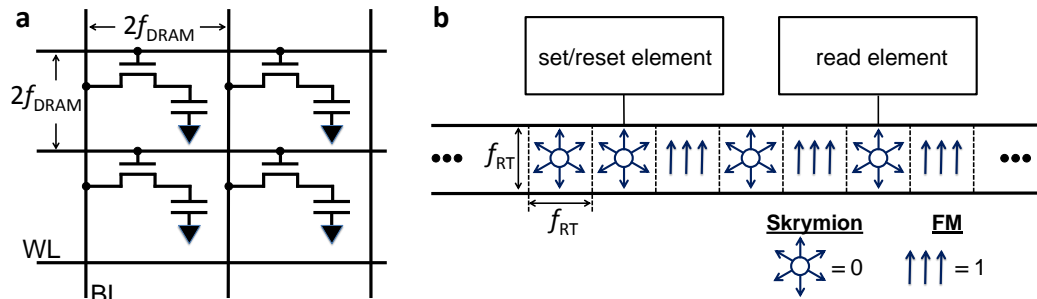 a
2fDRAM
2fDRAM
WL
BL
b
set/reset element
read element
fRT
fRT
Skrymion
FM
= 0
= 1